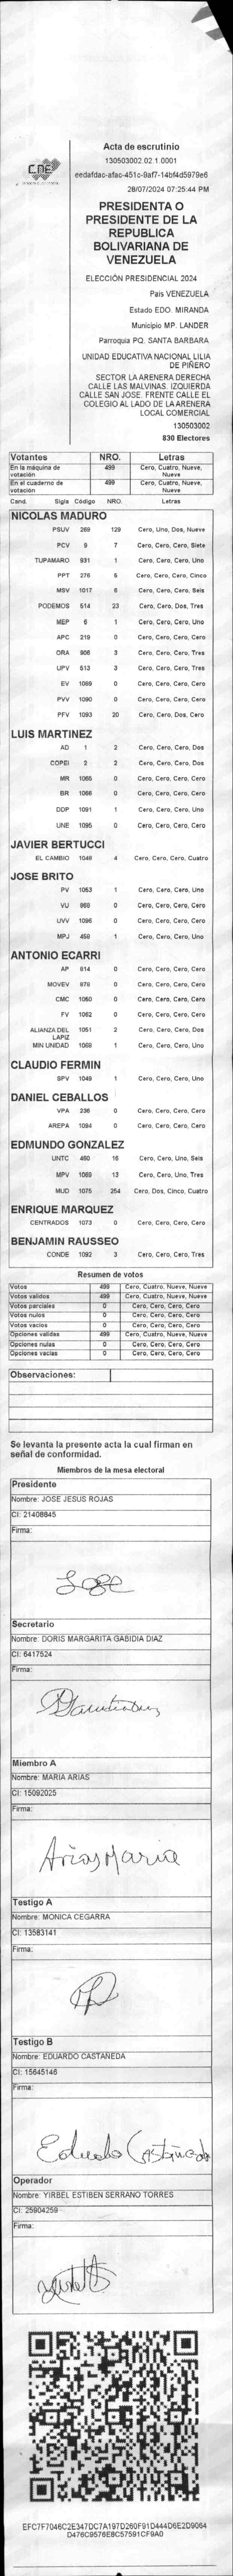 CNE
Acta de escrutinio
130503002.02.1.0001
eedafdac-afac-451c-9af7-14bf4d5979e6
28/07/2024 07:25:44 PM
PRESIDENTA O
PRESIDENTE DE LA
REPUBLICA
BOLIVARIANA DE
VENEZUELA
ELECCIÓN PRESIDENCIAL 2024
País VENEZUELA
Estado EDO. MIRANDA
Municipio MP. LANDER
Parroquia PQ. SANTA BARBARA
UNIDAD EDUCATIVA NACIONAL LILIA
DE PIÑERO
SECTOR LA ARENERA DERECHA
CALLE LAS MALVINAS. IZQUIERDA
CALLE SAN JOSE. FRENTE CALLE EL
COLEGIO AL LADO DE LA ARENERA
LOCAL COMERCIAL
130503002
830 Electores
Votantes NRO. Letras
En la máquina de votación 499 Cero, Cuatro, Nueve, Nueve
En el cuaderno de votación 499 Cero, Cuatro, Nueve, Nueve
Cand. Sigla Código NRO. Letras
NICOLAS MADURO
PSUV 269 129 Cero, Uno, Dos, Nueve
PCV 9 7 Cero, Cero, Cero, Siete
TUPAMARO 931 1 Cero, Cero, Cero, Uno
PPT 276 5 Cero, Cero, Cero, Cinco
MSV 1017 6 Cero, Cero, Cero, Seis
PODEMOS 514 23 Cero, Cero, Dos, Tres
MEP 6 1 Cero, Cero, Cero, Uno
APC 219 0 Cero, Cero, Cero, Cero
ORA 906 3 Cero, Cero, Cero, Tres
UPV 513 3 Cero, Cero, Cero, Tres
EV 1089 0 Cero, Cero, Cero, Cero
PVV 1090 0 Cero, Cero, Cero, Cero
PFV 1093 20 Cero, Cero, Dos, Cero
LUIS MARTINEZ
AD 1 2 Cero, Cero, Cero, Dos
COPEI 2 2 Cero, Cero, Cero, Dos
MR 1065 0 Cero, Cero, Cero, Cero
BR 1066 0 Cero, Cero, Cero, Cero
DDP 1091 1 Cero, Cero, Cero, Uno
UNE 1095 0 Cero, Cero, Cero, Cero
JAVIER BERTUCCI
EL CAMBIO 1048 4 Cero, Cero, Cero, Cuatro
JOSE BRITO
PV 1053 1 Cero, Cero, Cero, Uno
VU 969 0 Cero, Cero, Cero, Cero
UVV 1096 0 Cero, Cero, Cero, Cero
MPJ 459 1 Cero, Cero, Cero, Uno
ANTONIO ECARRI
AP 814 0 Cero, Cero, Cero, Cero
MOVEV 978 0 Cero, Cero, Cero, Cero
CMC 1050 0 Cero, Cero, Cero, Cero
FV 1062 0 Cero, Cero, Cero, Cero
ALIANZA DEL LAPIZ 1051 2 Cero, Cero, Cero, Dos
MIN UNIDAD 1068 1 Cero, Cero, Cero, Uno
CLAUDIO FERMIN
SPV 1049 1 Cero, Cero, Cero, Uno
DANIEL CEBALLOS
VPA 236 0 Cero, Cero, Cero, Cero
AREPA 1094 0 Cero, Cero, Cero, Cero
EDMUNDO GONZALEZ
UNTC 460 16 Cero, Cero, Uno, Seis
MPV 1069 13 Cero, Cero, Uno, Tres
MUD 1075 254 Cero, Dos, Cinco, Cuatro
ENRIQUE MARQUEZ
CENTRADOS 1073 0 Cero, Cero, Cero, Cero
BENJAMIN RAUSSEO
CONDE 1092 3 Cero, Cero, Cero, Tres
Resumen de votos
Votos 499 Cero, Cuatro, Nueve, Nueve
Votos validos 499 Cero, Cuatro, Nueve, Nueve
Votos parciales 0 Cero, Cero, Cero, Cero
Votos nulos 0 Cero, Cero, Cero, Cero
Votos vacios 0 Cero, Cero, Cero, Cero
Opciones validas 499 Cero, Cuatro, Nueve, Nueve
Opciones nulas 0 Cero, Cero, Cero, Cero
Opciones vacias 0 Cero, Cero, Cero, Cero
Observaciones:
Se levanta la presente acta la cual firman en
señal de conformidad.
Miembros de la mesa electoral
Presidente
Nombre: JOSE JESUS ROJAS
CI: 21408845
Firma:
Jose
Secretario
Nombre: DORIS MARGARITA GABIDIA DIAZ
CI: 6417524
Firma:
Miembro A
Nombre: MARIA ARIAS
CI: 15092025
Firma:
Arias Maria
Testigo A
Nombre: MONICA CEGARRA
CI: 13583141
Firma:
Testigo B
Nombre: EDUARDO CASTAÑEDA
CI: 15645146
Firma:
Eduardo Castañeda
Operador
Nombre: YIRBEL ESTIBEN SERRANO TORRES
CI: 25904259
Firma:
EFC7F7046C2E347DC7A197D260F91D444D6E2D9064
D476C9576E8C57591CF9A0